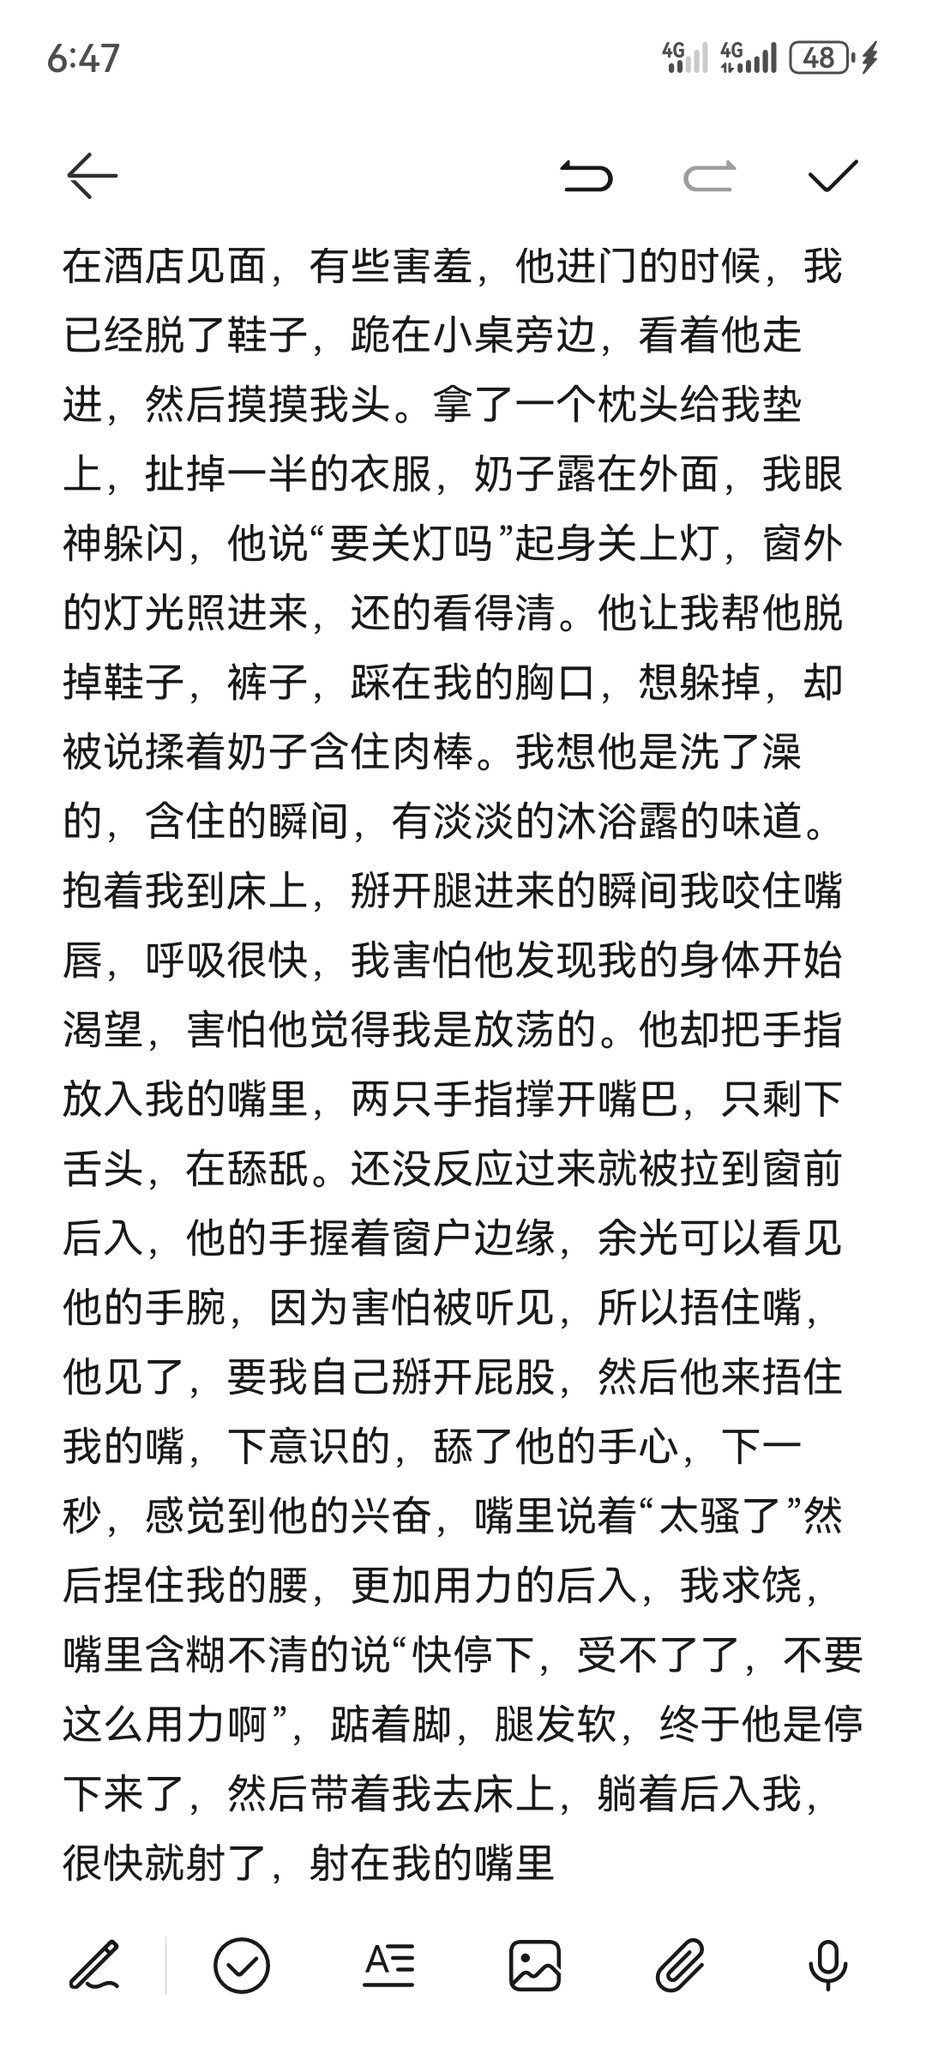 6:47
4G 4G 48
在酒店见面，有些害羞，他进门的时候，我
已经脱了鞋子，跪在小桌旁边，看着他走
进，然后摸摸我头。拿了一个枕头给我垫
上，扯掉一半的衣服，奶子露在外面，我眼
神躲闪，他说“要关灯吗”起身关上灯，窗外
的灯光照进来，还的看得清。他让我帮他脱
掉鞋子，裤子，踩在我的胸口，想躲掉，却
被说揉着奶子含住肉棒。我想他是洗了澡
的，含住的瞬间，有淡淡的沐浴露的味道。
抱着我到床上，掰开腿进来的瞬间我咬住嘴
唇，呼吸很快，我害怕他发现我的身体开始
渴望，害怕他觉得我是放荡的。他却把手指
放入我的嘴里，两只手指撑开嘴巴，只剩下
舌头，在舔舐。还没反应过来就被拉到窗前
后入，他的手握着窗户边缘，余光可以看见
他的手腕，因为害怕被听见，所以捂住嘴，
他见了，要我自己掰开屁股，然后他来捂住
我的嘴，下意识的，舔了他的手心，下一
秒，感觉到他的兴奋，嘴里说着“太骚了”然
后捏住我的腰，更加用力的后入，我求饶，
嘴里含糊不清的说“快停下，受不了了，不要
这么用力啊”，踮着脚，腿发软，终于他是停
下来了，然后带着我去床上，躺着后入我，
很快就射了，射在我的嘴里